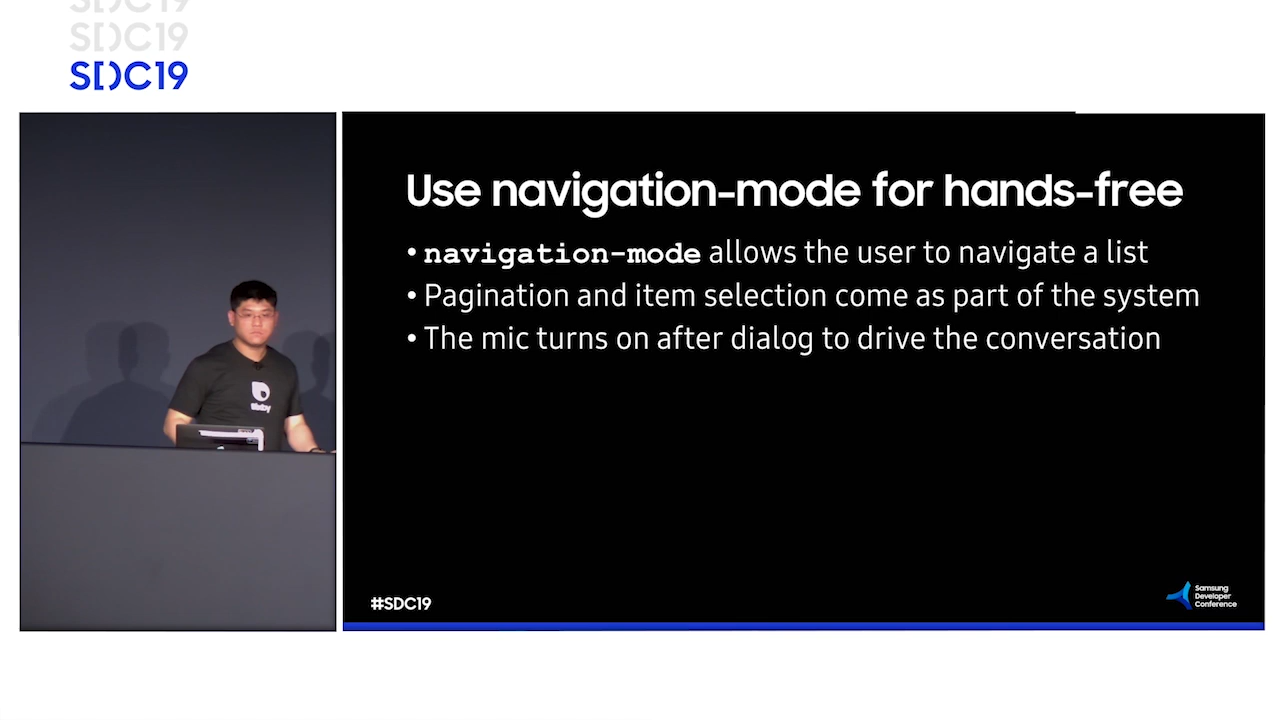 SDC19
SDC19
SDC19
Use navigation-mode for hands-free
• navigation-mode allows the user to navigate a list
• Pagination and item selection come as part of the system
• The mic turns on after dialog to drive the conversation
bixby
#SDC19
Samsung
Developer
Conference